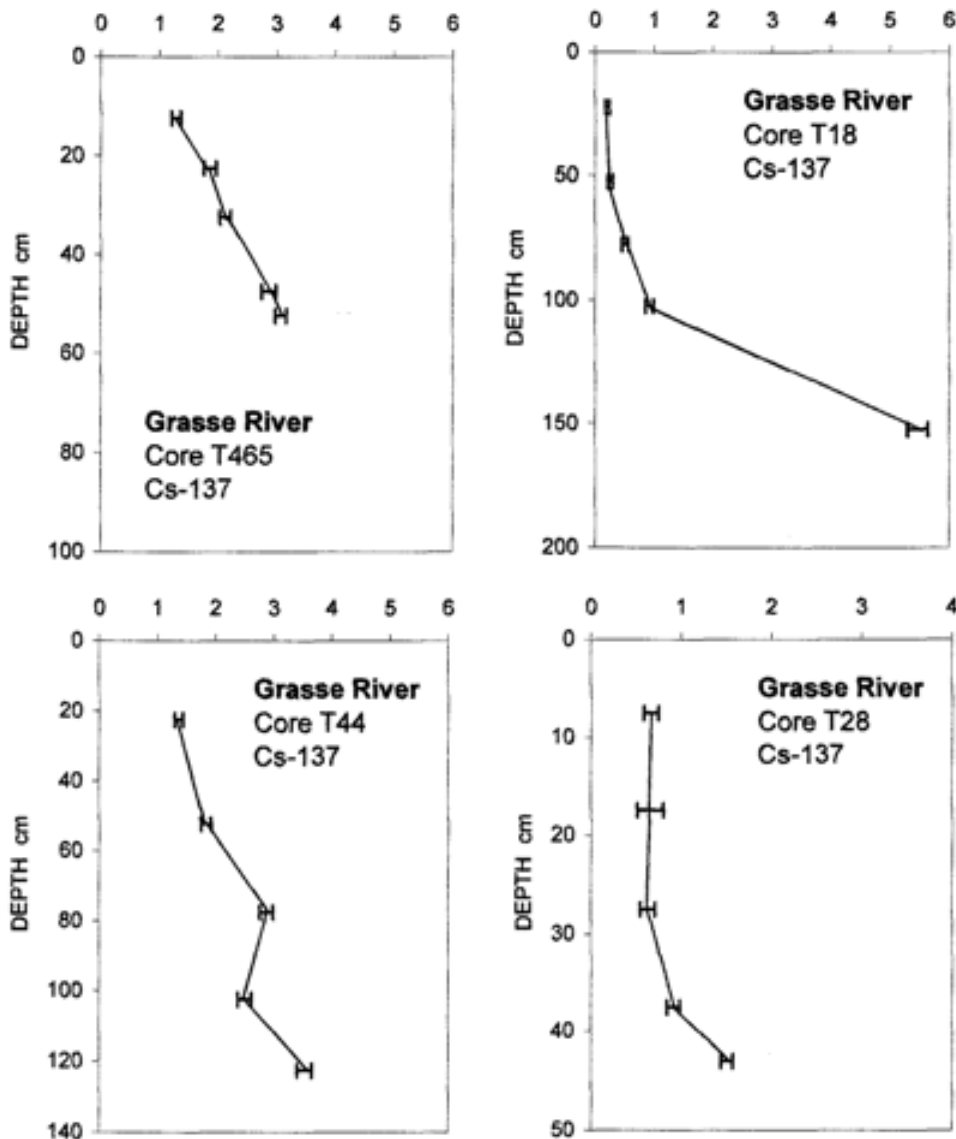 0 1 2 3 4 5 6
0
20
40
60
80
100
DEPTH cm
Grasse River
Core T465
Cs-137
0 1 2 3 4 5 6
0
50
100
150
200
DEPTH cm
Grasse River
Core T18
Cs-137
0 1 2 3 4 5 6
0
20
40
60
80
100
120
140
DEPTH cm
Grasse River
Core T44
Cs-137
0 1 2 3 4
0
10
20
30
40
50
DEPTH cm
Grasse River
Core T28
Cs-137